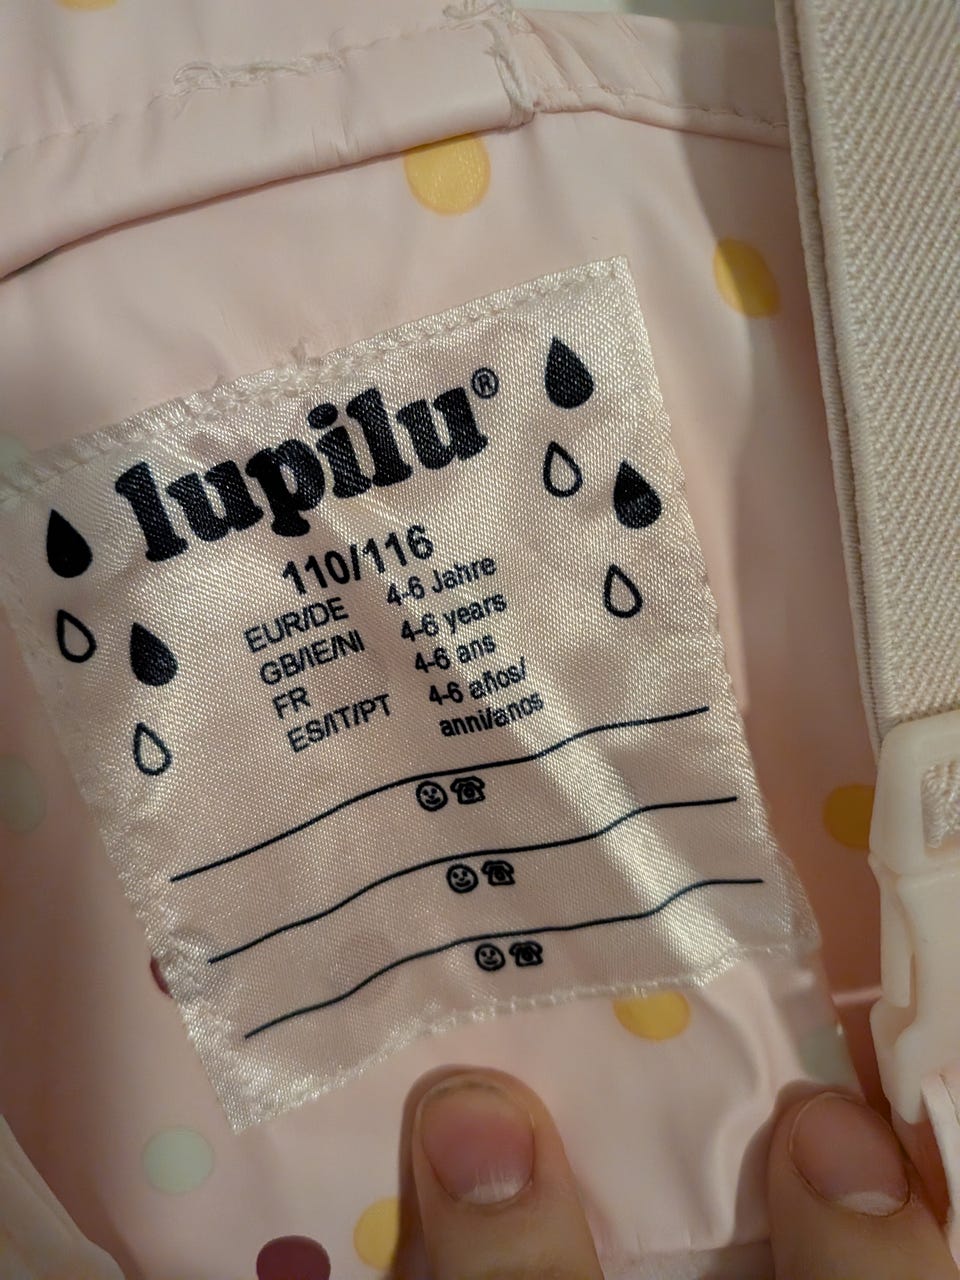 lupilu®
110/116
EUR/DE 4-6 Jahre
GB/IE/NI 4-6 years
FR 4-6 ans
ES/IT/PT 4-6 años/
anni/anos